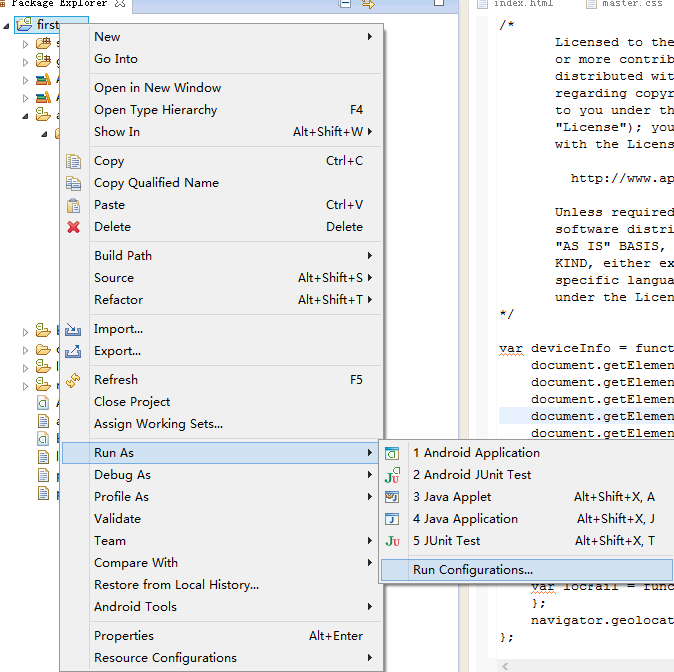 Package Explorer
first
New
Go Into
Open in New Window
Open Type Hierarchy F4
Show In Alt+Shift+W
Copy Ctrl+C
Copy Qualified Name
Paste Ctrl+V
Delete Delete
Build Path
Source Alt+Shift+S
Refactor Alt+Shift+T
Import...
Export...
Refresh F5
Close Project
Assign Working Sets...
Run As
Debug As
Profile As
Validate
Team
Compare With
Restore from Local History...
Android Tools
Properties Alt+Enter
Resource Configurations
1 Android Application
2 Android JUnit Test
3 Java Applet Alt+Shift+X, A
4 Java Application Alt+Shift+X, J
5 JUnit Test Alt+Shift+X, T
Run Configurations...
index.html master.css
/*
Licensed to the
or more contrib
distributed wit
regarding copyr
to you under th
"License"); you
with the Licens
http://www.ap
Unless required
software distri
"AS IS" BASIS,
KIND, either ex
specific langua
under the Licen
*/
var deviceInfo = funct
document.getElemen
document.getElemen
document.getElemen
document.getElemen
document.getElemen
var locFail = func
};
navigator.geolocat
};